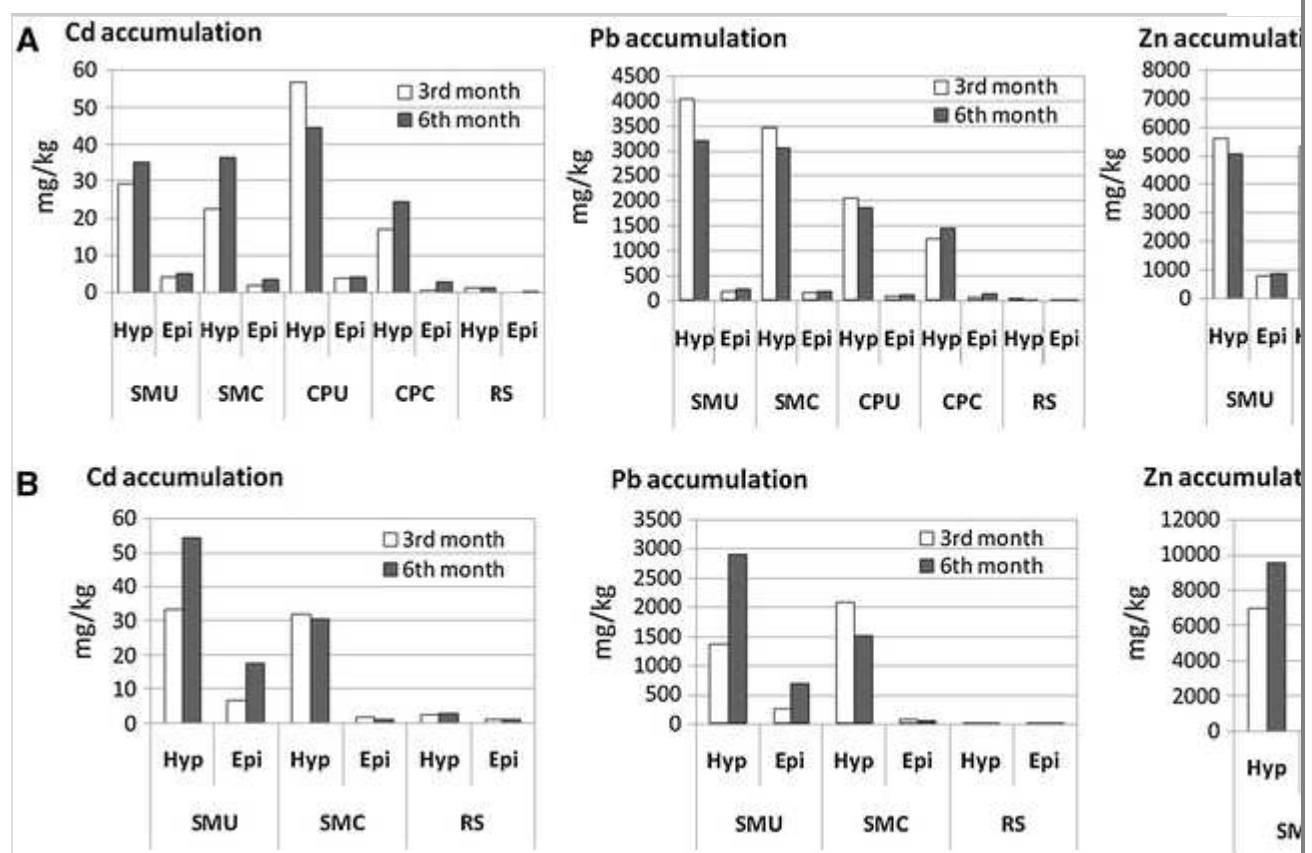 A
Cd accumulation
60
50
40
30
20
10
0
mg/kg
3rd month
6th month
Hyp Epi Hyp Epi Hyp Epi Hyp Epi Hyp Epi
SMU SMC CPU CPC RS
Pb accumulation
4500
4000
3500
3000
2500
2000
1500
1000
500
0
mg/kg
3rd month
6th month
Hyp Epi Hyp Epi Hyp Epi Hyp Epi Hyp Epi
SMU SMC CPU CPC RS
Zn accumulati
8000
7000
6000
5000
4000
3000
2000
1000
0
mg/kg
Hyp Epi
SMU
B
Cd accumulation
60
50
40
30
20
10
0
mg/kg
3rd month
6th month
Hyp Epi Hyp Epi Hyp Epi
SMU SMC RS
Pb accumulation
3500
3000
2500
2000
1500
1000
500
0
mg/kg
3rd month
6th month
Hyp Epi Hyp Epi Hyp Epi
SMU SMC RS
Zn accumulat
12000
10000
8000
6000
4000
2000
0
mg/kg
Hyp
SM